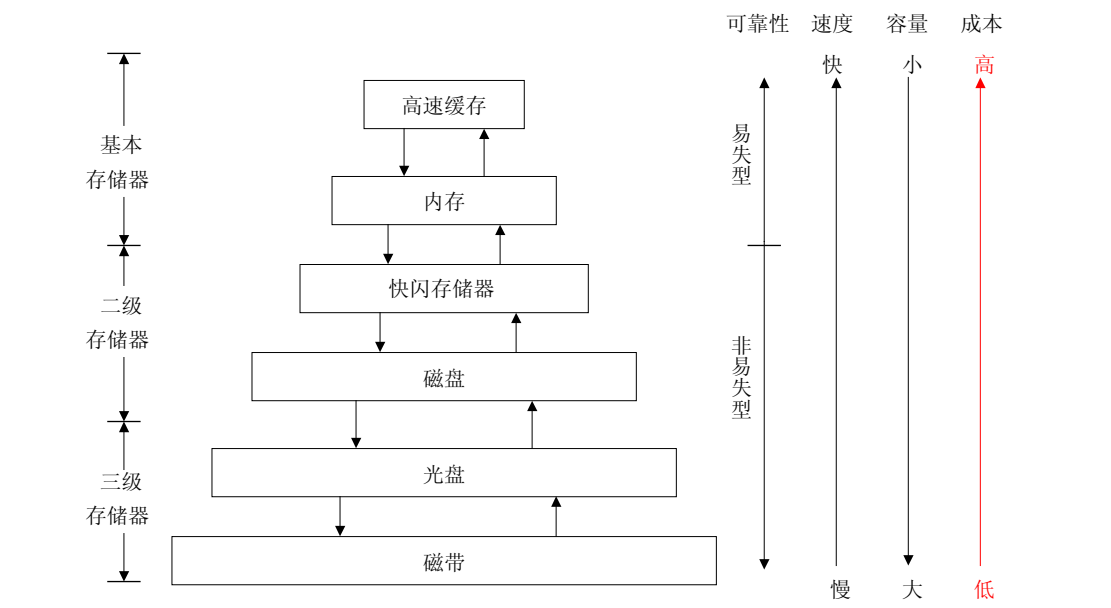 可靠性 速度 容量 成本
快 小 高
高速缓存
基本
存储器
易失型
内存
快闪存储器
二级
存储器
非易失型
磁盘
光盘
三级
存储器
磁带
慢 大 低